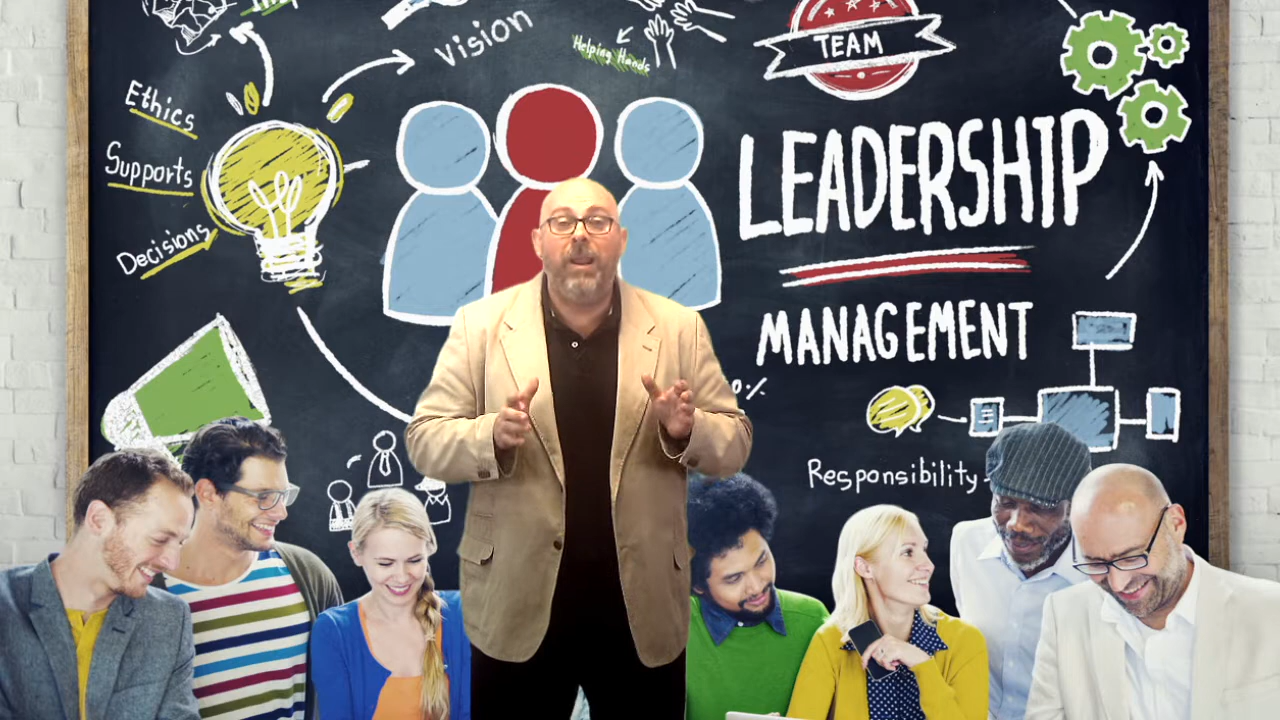 Vision
Helping Hands
TEAM
Ethics
Supports
Decisions
LEADERSHIP
MANAGEMENT
Responsibility